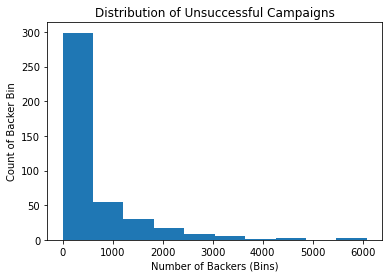 Distribution of Unsuccessful Campaigns
300
250
200
150
100
50
0
Count of Backer Bin
0 1000 2000 3000 4000 5000 6000
Number of Backers (Bins)